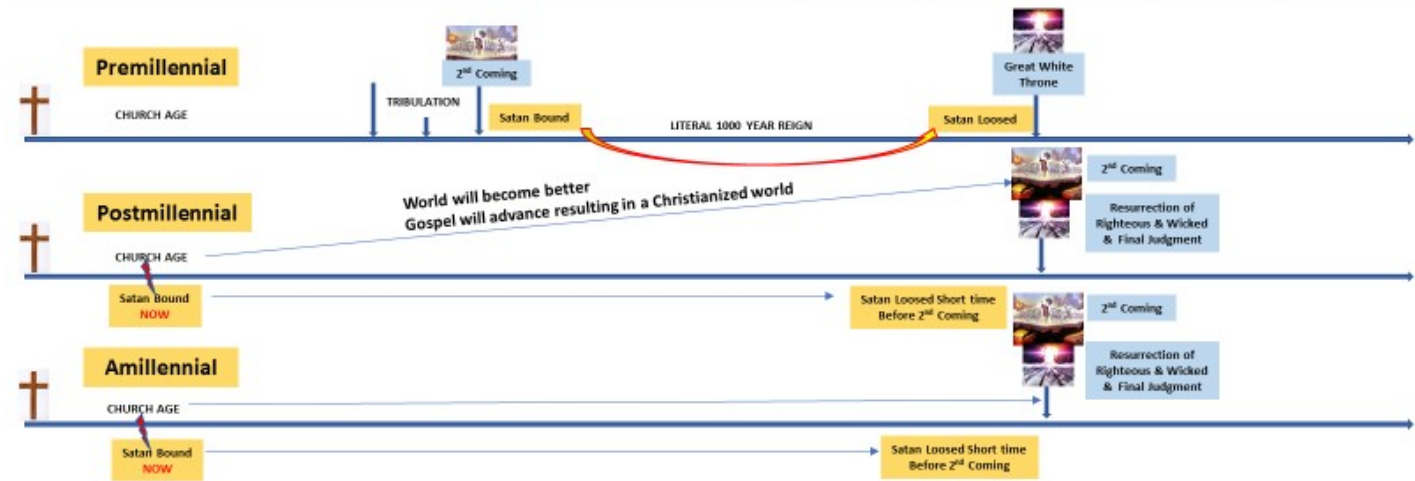 Premillennial
2nd Coming
Great White
Throne
TRIBULATION
CHURCH AGE
Satan Bound
LITERAL 1000 YEAR REIGN
Satan Loosed
World will become better
Gospel will advance resulting in a Christianized world
2nd Coming
Postmillennial
Resurrection of
Righteous & Wicked
& Final Judgment
CHURCH AGE
Satan Bound
NOW
Satan Loosed Short time
Before 2nd Coming
2nd Coming
Amillennial
Resurrection of
Righteous & Wicked
& Final Judgment
CHURCH AGE
Satan Bound
NOW
Satan Loosed Short time
Before 2nd Coming